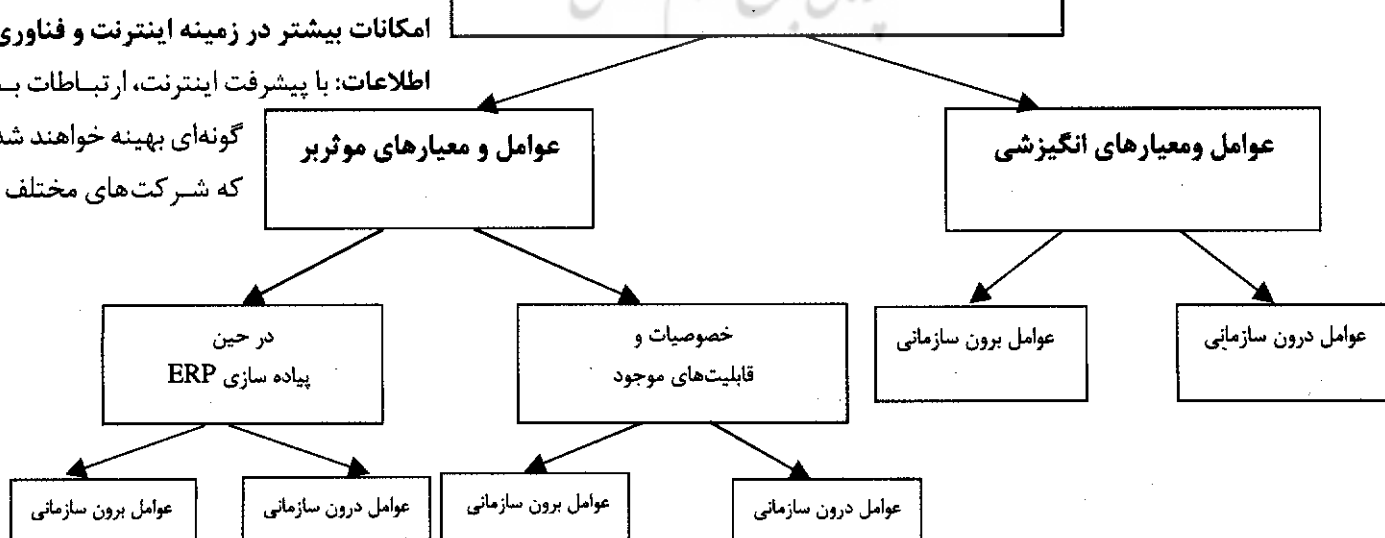 امکانات بیشتر در زمینه اینترنت و فناوری
اطلاعات: با پیشرفت اینترنت، ارتباطات بـه
گونه‌ای بهینه خواهند شد
که شرکت‌های مختلف
عوامل ومعیارهای انگیزشی
عوامل و معیارهای موثربر
عوامل درون سازمانی
عوامل برون سازمانی
خصوصیات و
قابلیت‌های موجود
در حین
پیاده سازی ERP
عوامل درون سازمانی
عوامل برون سازمانی
عوامل درون سازمانی
عوامل برون سازمانی